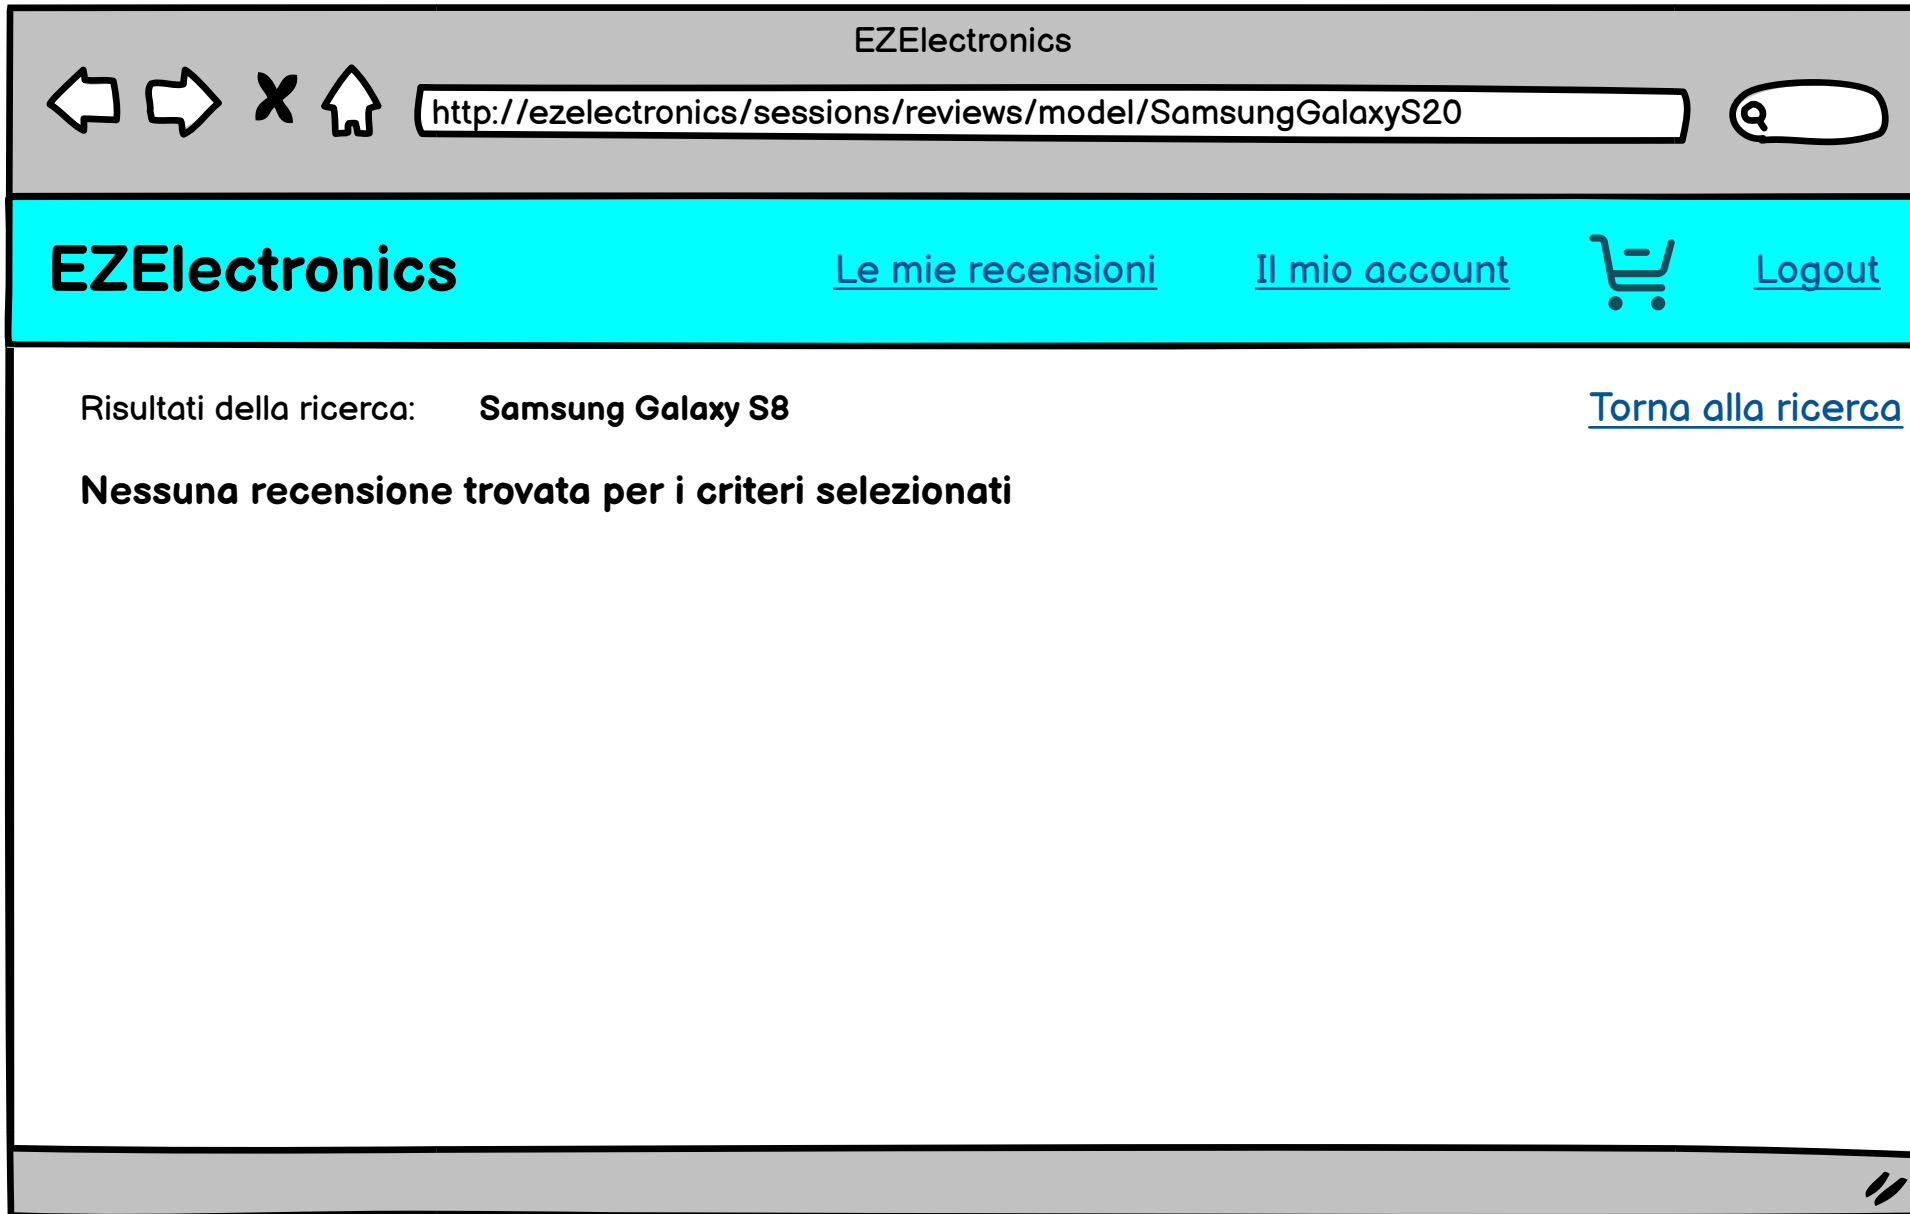 EZElectronics
http://ezelectronics/sessions/reviews/model/SamsungGalaxyS20
EZElectronics Le mie recensioni Il mio account Logout
Risultati della ricerca: Samsung Galaxy S8 Torna alla ricerca
Nessuna recensione trovata per i criteri selezionati